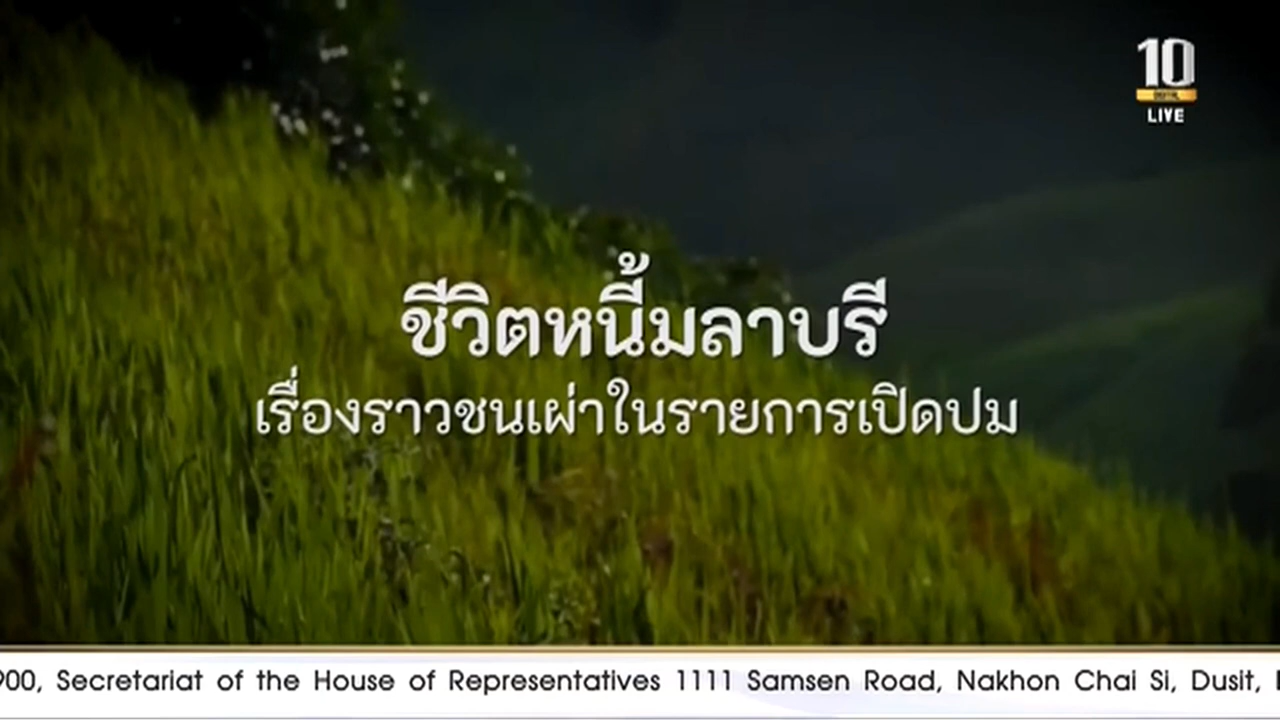 10
LIVE
ชีวิตหนี้มลาบรี
เรื่องราวชนเผ่าในรายการเปิดปม
900, Secretariat of the House of Representatives 1111 Samsen Road, Nakhon Chai Si, Dusit,